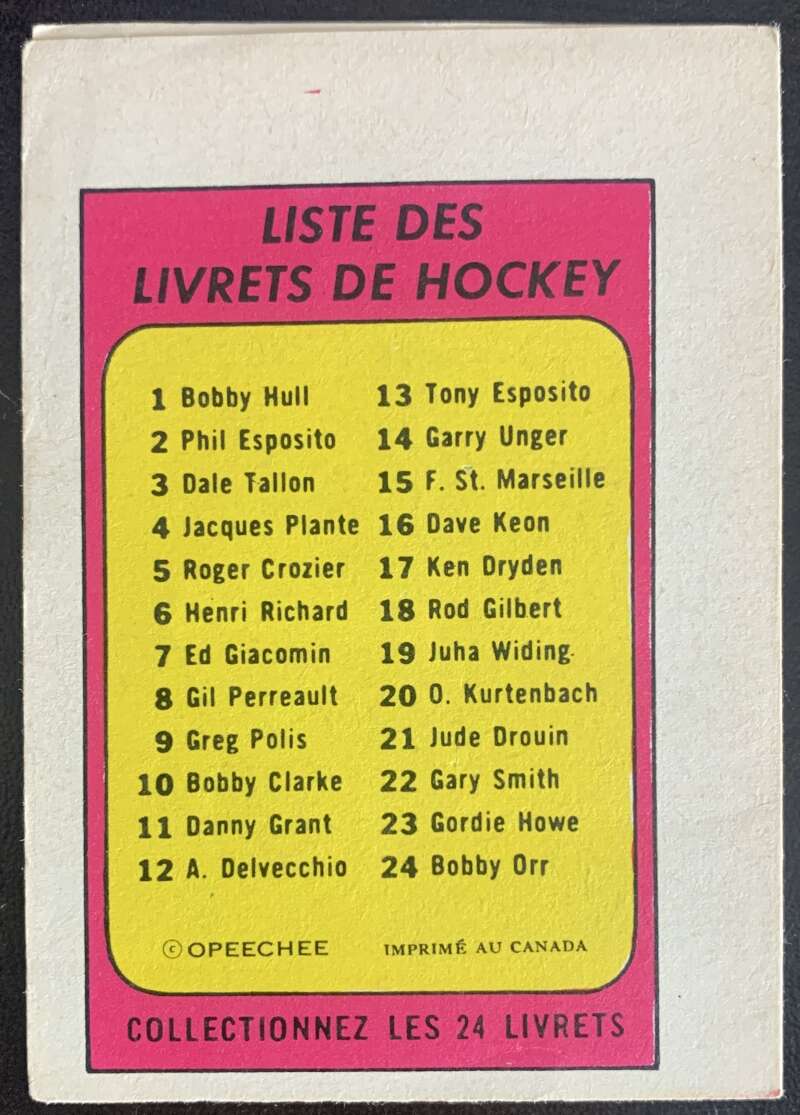 LISTE DES
LIVRETS DE HOCKEY
1 Bobby Hull
2 Phil Esposito
3 Dale Tallon
4 Jacques Plante
5 Roger Crozier
6 Henri Richard
7 Ed Giacomin
8 Gil Perreault
9 Greg Polis
10 Bobby Clarke
11 Danny Grant
12 A. Delvecchio
13 Tony Esposito
14 Garry Unger
15 F. St. Marseille
16 Dave Keon
17 Ken Dryden
18 Rod Gilbert
19 Juha Widing
20 O. Kurtenbach
21 Jude Drouin
22 Gary Smith
23 Gordie Howe
24 Bobby Orr
© OPEECHEE IMPRIMÉ AU CANADA
COLLECTIONNEZ LES 24 LIVRETS